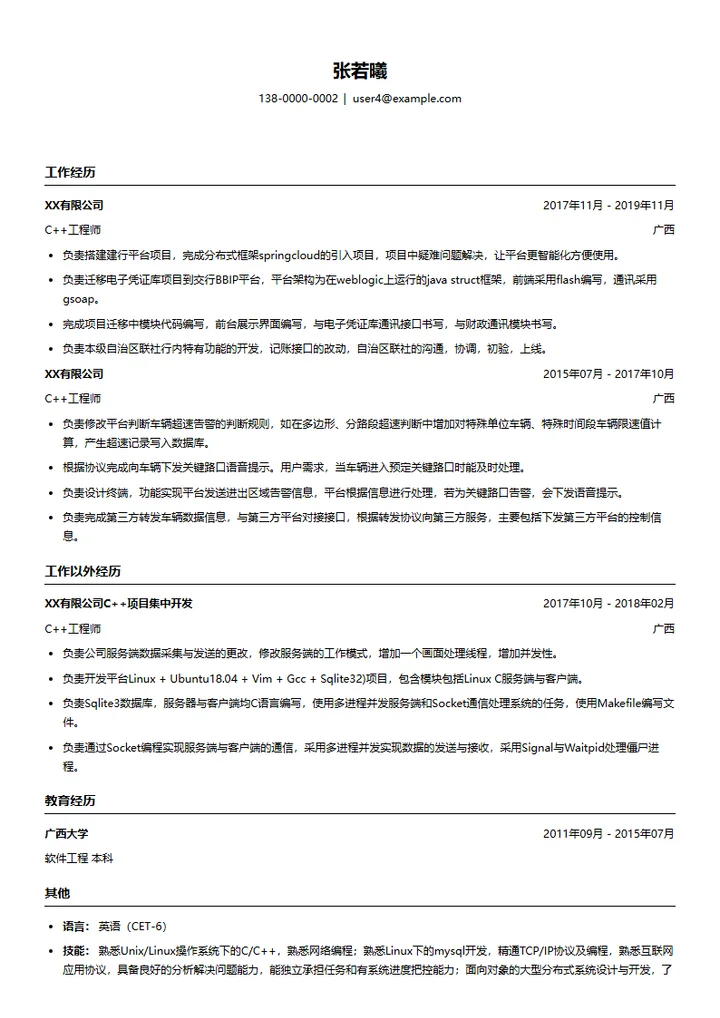 张若曦
138-0000-0002 | user4@example.com
工作经历
XX有限公司 2017年11月 - 2019年11月
C++工程师 广西
• 负责搭建建行平台项目，完成分布式框架springcloud的引入项目，项目中疑难问题解决，让平台更智能化方便使用。
• 负责迁移电子凭证库项目到交行BBIP平台，平台架构为在weblogic上运行的java struct框架，前端采用flash编写，通讯采用
gsoap。
• 完成项目迁移中模块代码编写，前台展示界面编写，与电子凭证库通讯接口书写，与财政通讯模块书写。
• 负责本级自治区联社行内特有功能的开发，记账接口的改动，自治区联社的沟通，协调，初验，上线。
XX有限公司 2015年07月 - 2017年10月
C++工程师 广西
• 负责修改平台判断车辆超速告警的判断规则，如在多边形、分路段超速判断中增加对特殊单位车辆、特殊时间段车辆限速值计
算，产生超速记录写入数据库。
• 根据协议完成向车辆下发关键路口语音提示。用户需求，当车辆进入预定关键路口时能及时处理。
• 负责设计终端，功能实现平台发送进出区域告警信息，平台根据信息进行处理，若为关键路口告警，会下发语音提示。
• 负责完成第三方转发车辆数据信息，与第三方平台对接接口，根据转发协议向第三方服务，主要包括下发第三方平台的控制信
息。
工作以外经历
XX有限公司C++项目集中开发 2017年10月 - 2018年02月
C++工程师 广西
• 负责公司服务端数据采集与发送的更改，修改服务端的工作模式，增加一个画面处理线程，增加并发性。
• 负责开发平台Linux + Ubuntu18.04 + Vim + Gcc + Sqlite32)项目，包含模块包括Linux C服务端与客户端。
• 负责Sqlite3数据库，服务器与客户端均C语言编写，使用多进程并发服务端和Socket通信处理系统的任务，使用Makefile编写文
件。
• 负责通过Socket编程实现服务端与客户端的通信，采用多进程并发实现数据的发送与接收，采用Signal与Waitpid处理僵尸进
程。
教育经历
广西大学 2011年09月 - 2015年07月
软件工程 本科
其他
• 语言： 英语（CET-6）
• 技能： 熟悉Unix/Linux操作系统下的C/C++，熟悉网络编程；熟悉Linux下的mysql开发，精通TCP/IP协议及编程，熟悉互联网
应用协议，具备良好的分析解决问题能力，能独立承担任务和有系统进度把控能力；面向对象的大型分布式系统设计与开发，了